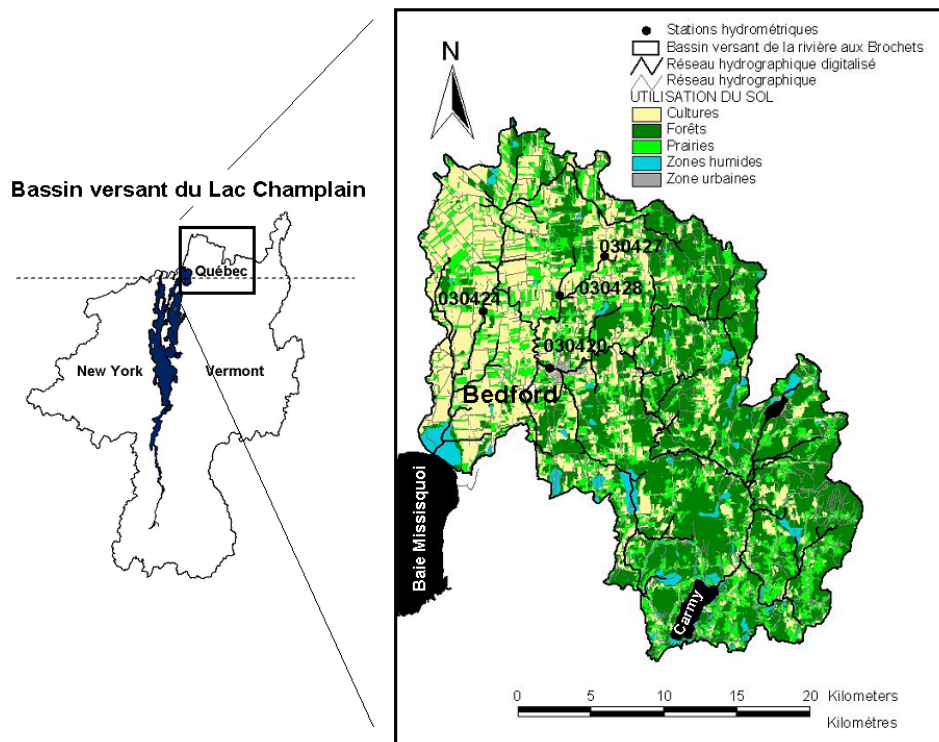 Bassin versant du Lac Champlain
Québec
New York
Vermont
N
Stations hydrométriques
Bassin versant de la rivière aux Brochets
Réseau hydrographique digitalisé
Réseau hydrographique
UTILISATION DU SOL
Cultures
Forêts
Prairies
Zones humides
Zone urbaines
030427
030428
030424
030420
Bedford
Baie Missisquoi
Carmy
0 5 10 15 20 Kilometers
Kilomètres